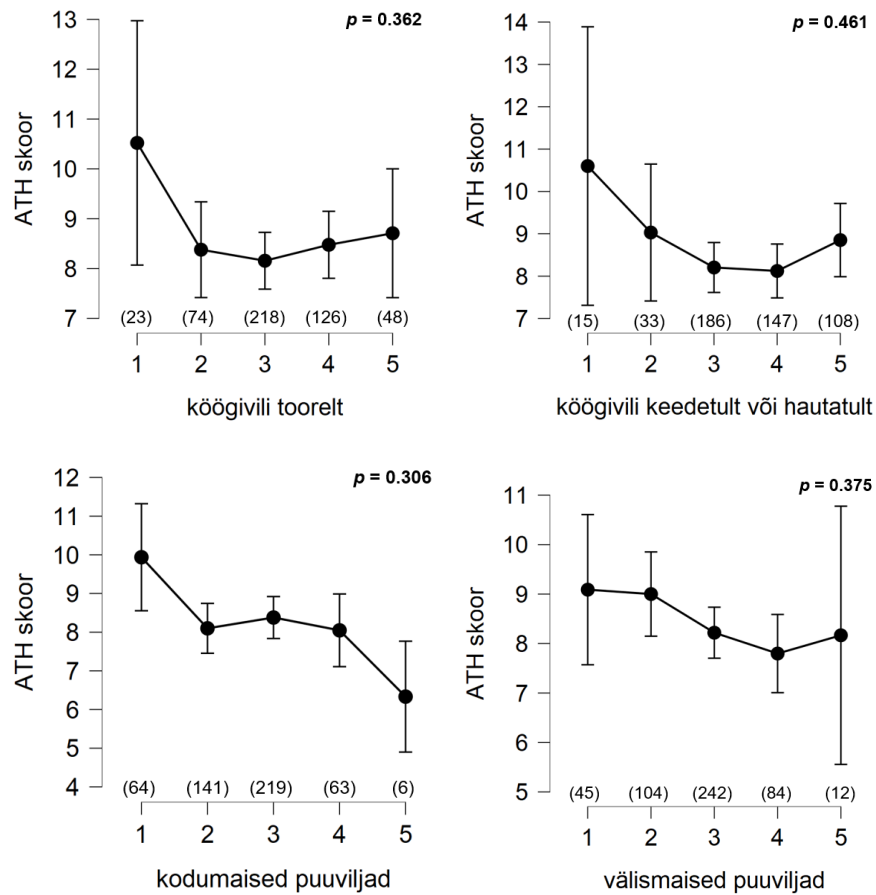 p = 0.362
13
12
11
10
9
8
7
ATH skoor
(23) (74) (218) (126) (48)
1 2 3 4 5
köögivili toorelt
p = 0.461
14
13
12
11
10
9
8
7
ATH skoor
(15) (33) (186) (147) (108)
1 2 3 4 5
köögivili keedetult või hautatult
p = 0.306
12
11
10
9
8
7
6
5
4
ATH skoor
(64) (141) (219) (63) (6)
1 2 3 4 5
kodumaised puuviljad
p = 0.375
11
10
9
8
7
6
5
ATH skoor
(45) (104) (242) (84) (12)
1 2 3 4 5
välismaised puuviljad